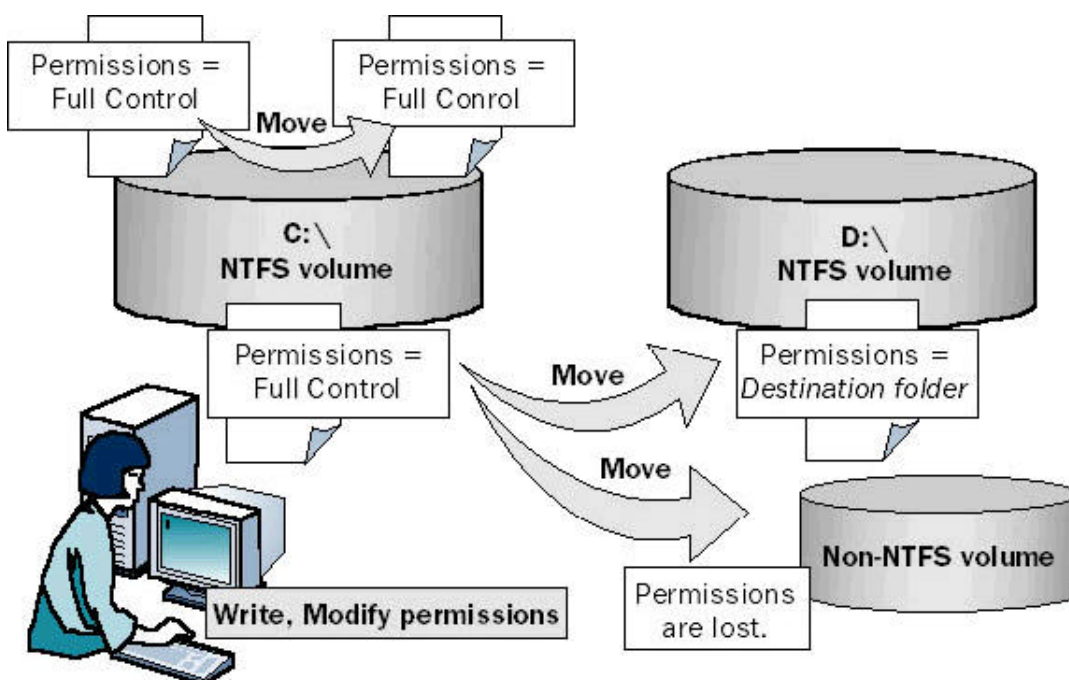 Permissions =
Full Control
Permissions =
Full Conrol
Move
C:\
NTFS volume
D:\
NTFS volume
Permissions =
Full Control
Move
Permissions =
Destination folder
Move
Non-NTFS volume
Write, Modify permissions
Permissions
are lost.